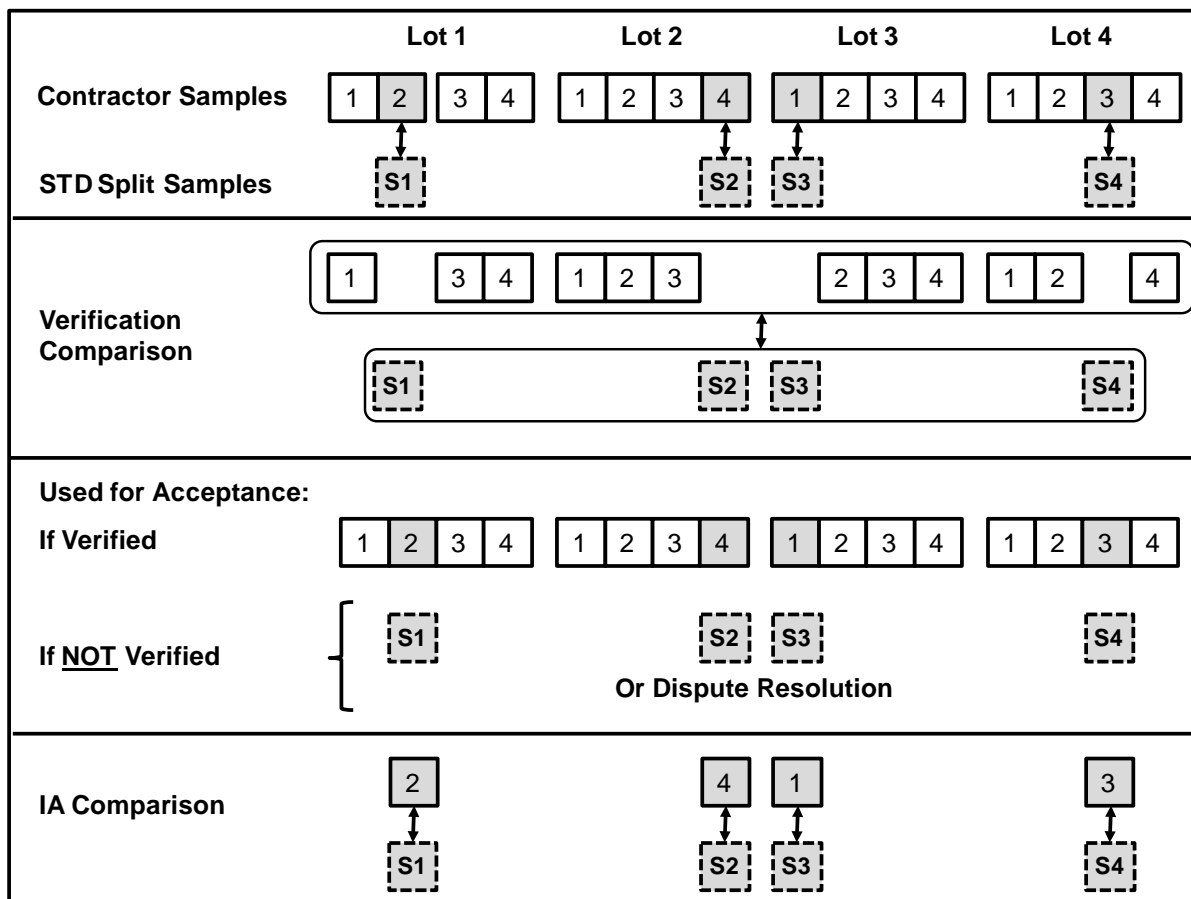 Lot 1 Lot 2 Lot 3 Lot 4
Contractor Samples 1 2 3 4 1 2 3 4 1 2 3 4 1 2 3 4
STD Split Samples S1 S2 S3 S4
1 3 4 1 2 3 2 3 4 1 2 4
Verification
Comparison
S1 S2 S3 S4
Used for Acceptance:
If Verified 1 2 3 4 1 2 3 4 1 2 3 4 1 2 3 4
If NOT Verified S1 S2 S3 S4
Or Dispute Resolution
2 4 1 3
IA Comparison
S1 S2 S3 S4